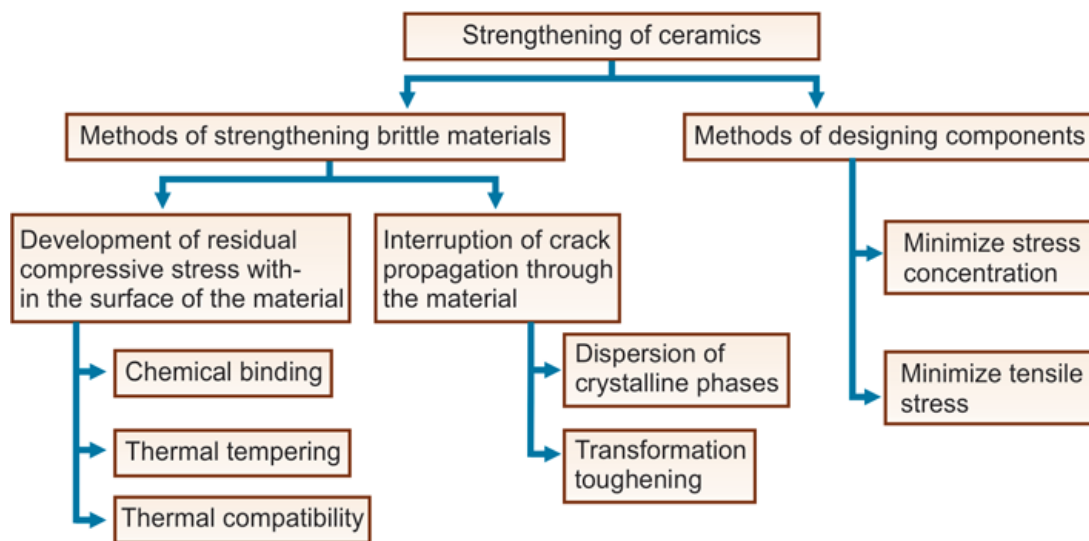 Strengthening of ceramics
Methods of strengthening brittle materials
Methods of designing components
Development of residual
compressive stress with-
in the surface of the material
Interruption of crack
propagation through
the material
Minimize stress
concentration
Chemical binding
Dispersion of
crystalline phases
Minimize tensile
stress
Thermal tempering
Transformation
toughening
Thermal compatibility